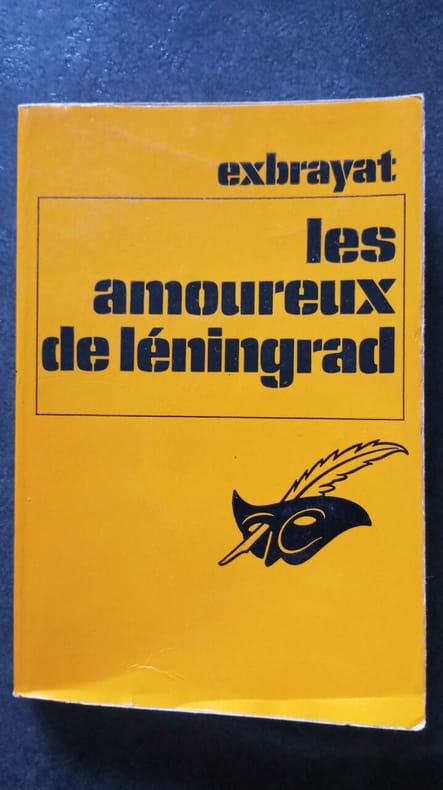 exbrayat
les
amoureux
de léningrad